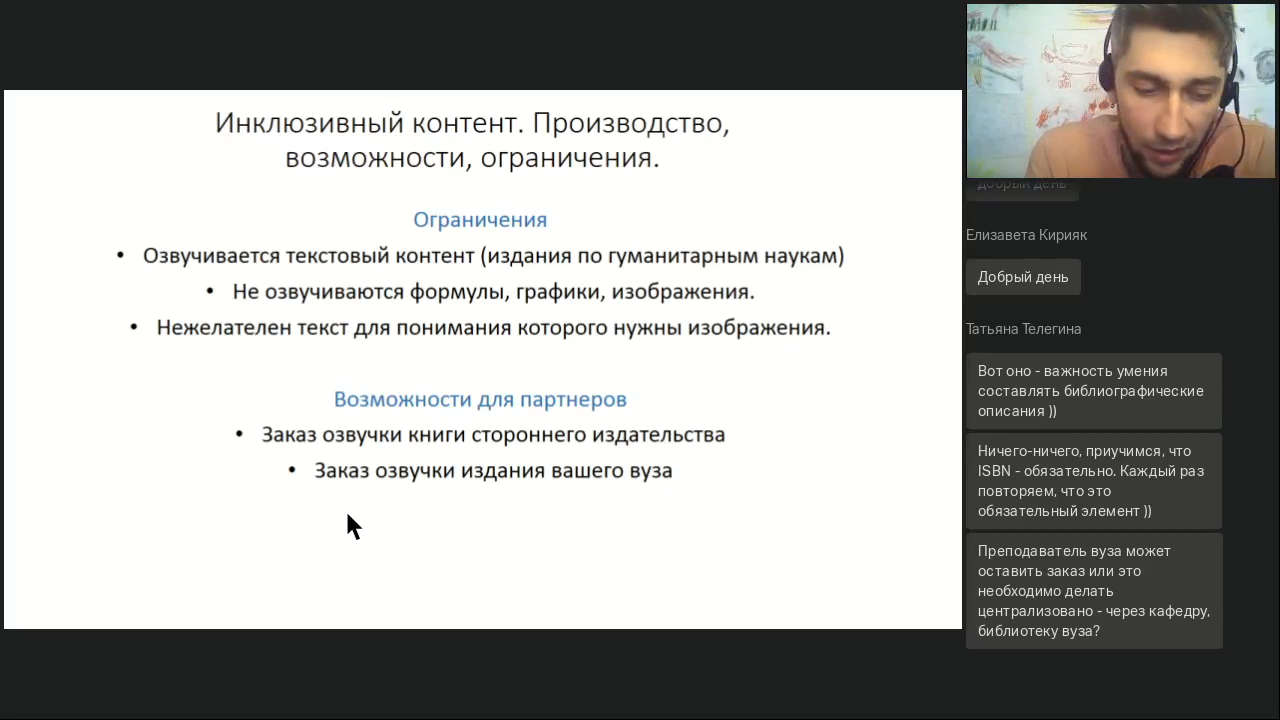 Инклюзивный контент. Производство,
возможности, ограничения.
Ограничения
• Озвучивается текстовый контент (издания по гуманитарным наукам)
• Не озвучиваются формулы, графики, изображения.
• Нежелателен текст для понимания которого нужны изображения.
Возможности для партнеров
• Заказ озвучки книги стороннего издательства
• Заказ озвучки издания вашего вуза
добрый день
Елизавета Кирияк
Добрый день
Татьяна Телегина
Вот оно - важность умения
составлять библиографические
описания ))
Ничего-ничего, приучимся, что
ISBN - обязательно. Каждый раз
повторяем, что это
обязательный элемент ))
Преподаватель вуза может
оставить заказ или это
необходимо делать
централизовано - через кафедру,
библиотеку вуза?